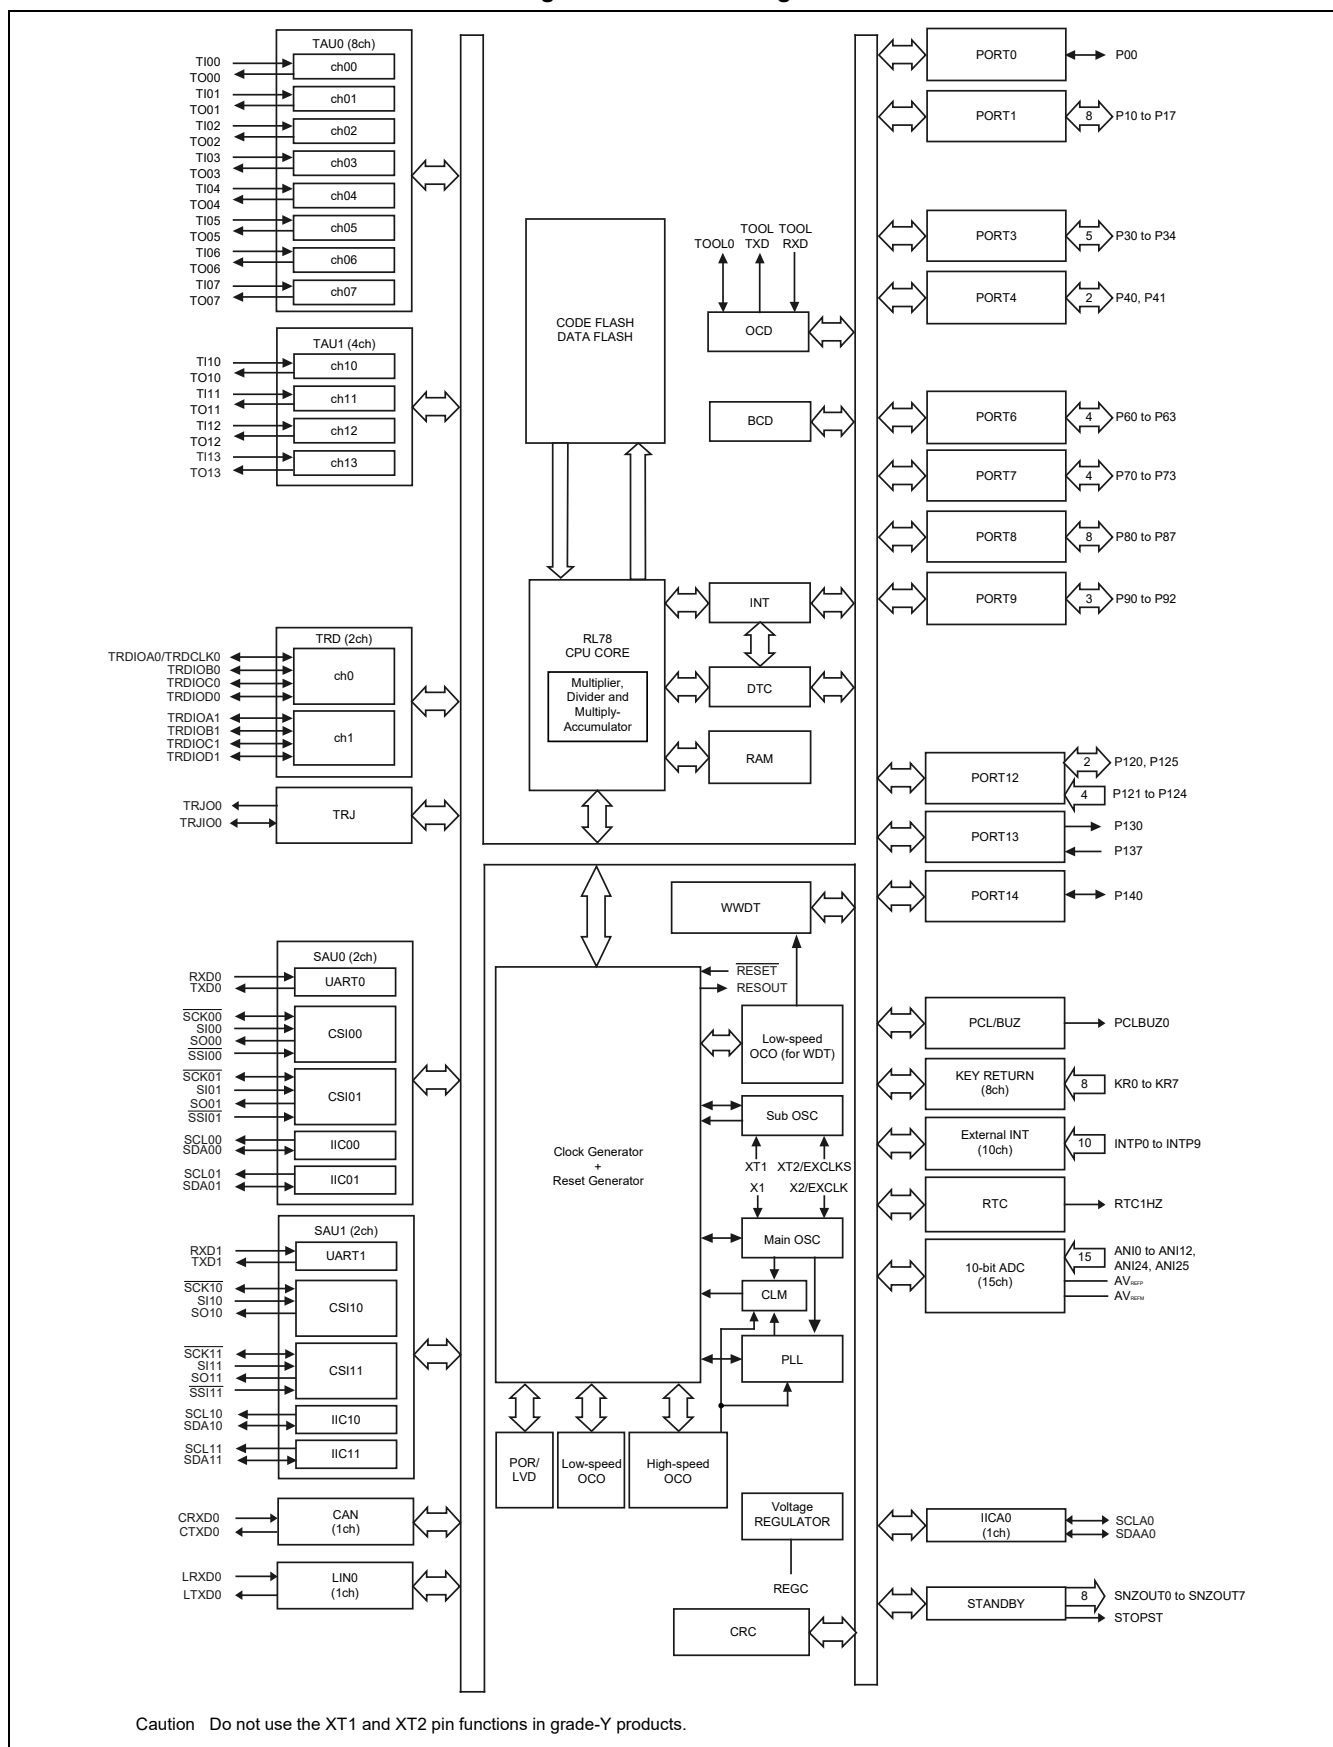 TAU0 (8ch)
TI00
TO00
ch00
TI01
TO01
ch01
TI02
TO02
ch02
TI03
TO03
ch03
TI04
TO04
ch04
TI05
TO05
ch05
TI06
TO06
ch06
TI07
TO07
ch07
TAU1 (4ch)
TI10
TO10
ch10
TI11
TO11
ch11
TI12
TO12
ch12
TI13
TO13
ch13
TRD (2ch)
TRDIOA0/TRDCLK0
TRDIOB0
TRDIOC0
TRDIOD0
ch0
TRDIOA1
TRDIOB1
TRDIOC1
TRDIOD1
ch1
TRJO0
TRJIO0
TRJ
SAU0 (2ch)
RXD0
TXD0
UART0
SCK00
SI00
SO00
SSI00
CSI00
SCK01
SI01
SO01
SSI01
CSI01
SCL00
SDA00
IIC00
SCL01
SDA01
IIC01
SAU1 (2ch)
RXD1
TXD1
UART1
SCK10
SI10
SO10
CSI10
SCK11
SI11
SO11
SSI11
CSI11
SCL10
SDA10
IIC10
SCL11
SDA11
IIC11
CRXD0
CTXD0
CAN
(1ch)
LRXD0
LTXD0
LIN0
(1ch)
CODE FLASH
DATA FLASH
TOOL0
TOOL
TXD
TOOL
RXD
OCD
BCD
RL78
CPU CORE
Multiplier,
Divider and
Multiply-
Accumulator
INT
DTC
RAM
WWDT
RESET
RESOUT
Low-speed
OCO (for WDT)
Clock Generator
+
Reset Generator
Sub OSC
XT1
XT2/EXCLKS
X1
X2/EXCLK
Main OSC
CLM
PLL
POR/
LVD
Low-speed
OCO
High-speed
OCO
Voltage
REGULATOR
REGC
CRC
PORT0
P00
PORT1
8
P10 to P17
PORT3
5
P30 to P34
PORT4
2
P40, P41
PORT6
4
P60 to P63
PORT7
4
P70 to P73
PORT8
8
P80 to P87
PORT9
3
P90 to P92
PORT12
2
P120, P125
4
P121 to P124
PORT13
P130
P137
PORT14
P140
PCL/BUZ
PCLBUZ0
KEY RETURN
(8ch)
8
KR0 to KR7
External INT
(10ch)
10
INTP0 to INTP9
RTC
RTC1HZ
10-bit ADC
(15ch)
15
ANI0 to ANI12,
ANI24, ANI25
AVREFP
AVREFM
IICA0
(1ch)
SCLA0
SDAA0
STANDBY
8
SNZOUT0 to SNZOUT7
STOPST
Caution Do not use the XT1 and XT2 pin functions in grade-Y products.